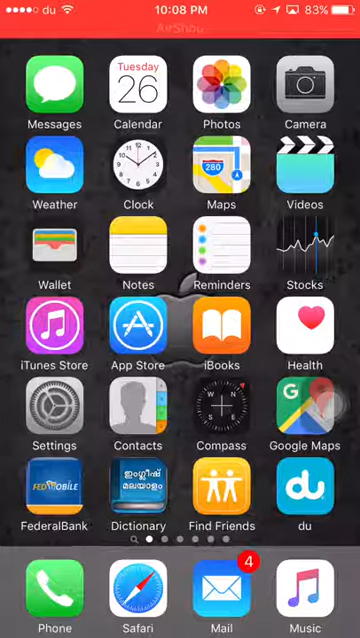 du 10:08 PM 83%
AirShou
Tuesday
26
Messages Calendar Photos Camera
280
Weather Clock Maps Videos
Wallet Notes Reminders Stocks
iTunes Store App Store iBooks Health
N
W E
S
G
Settings Contacts Compass Google Maps
FEDMOBILE
ഇംഗ്ലീഷ്
മലയാളം
du
FederalBank Dictionary Find Friends du
4
Phone Safari Mail Music